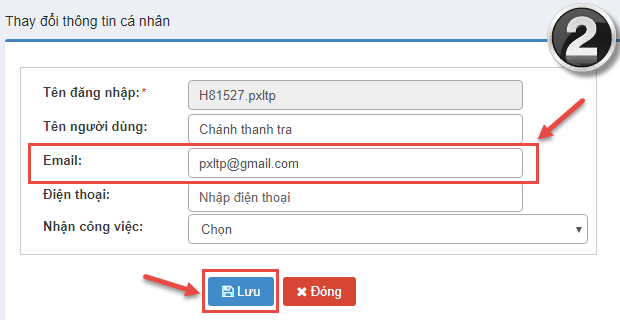 Thay đổi thông tin cá nhân
2
Tên đăng nhập:* H81527.pxltp
Tên người dùng: Chánh thanh tra
Email: pxltp@gmail.com
Điện thoại: Nhập điện thoại
Nhận công việc: Chọn
Lưu Đóng